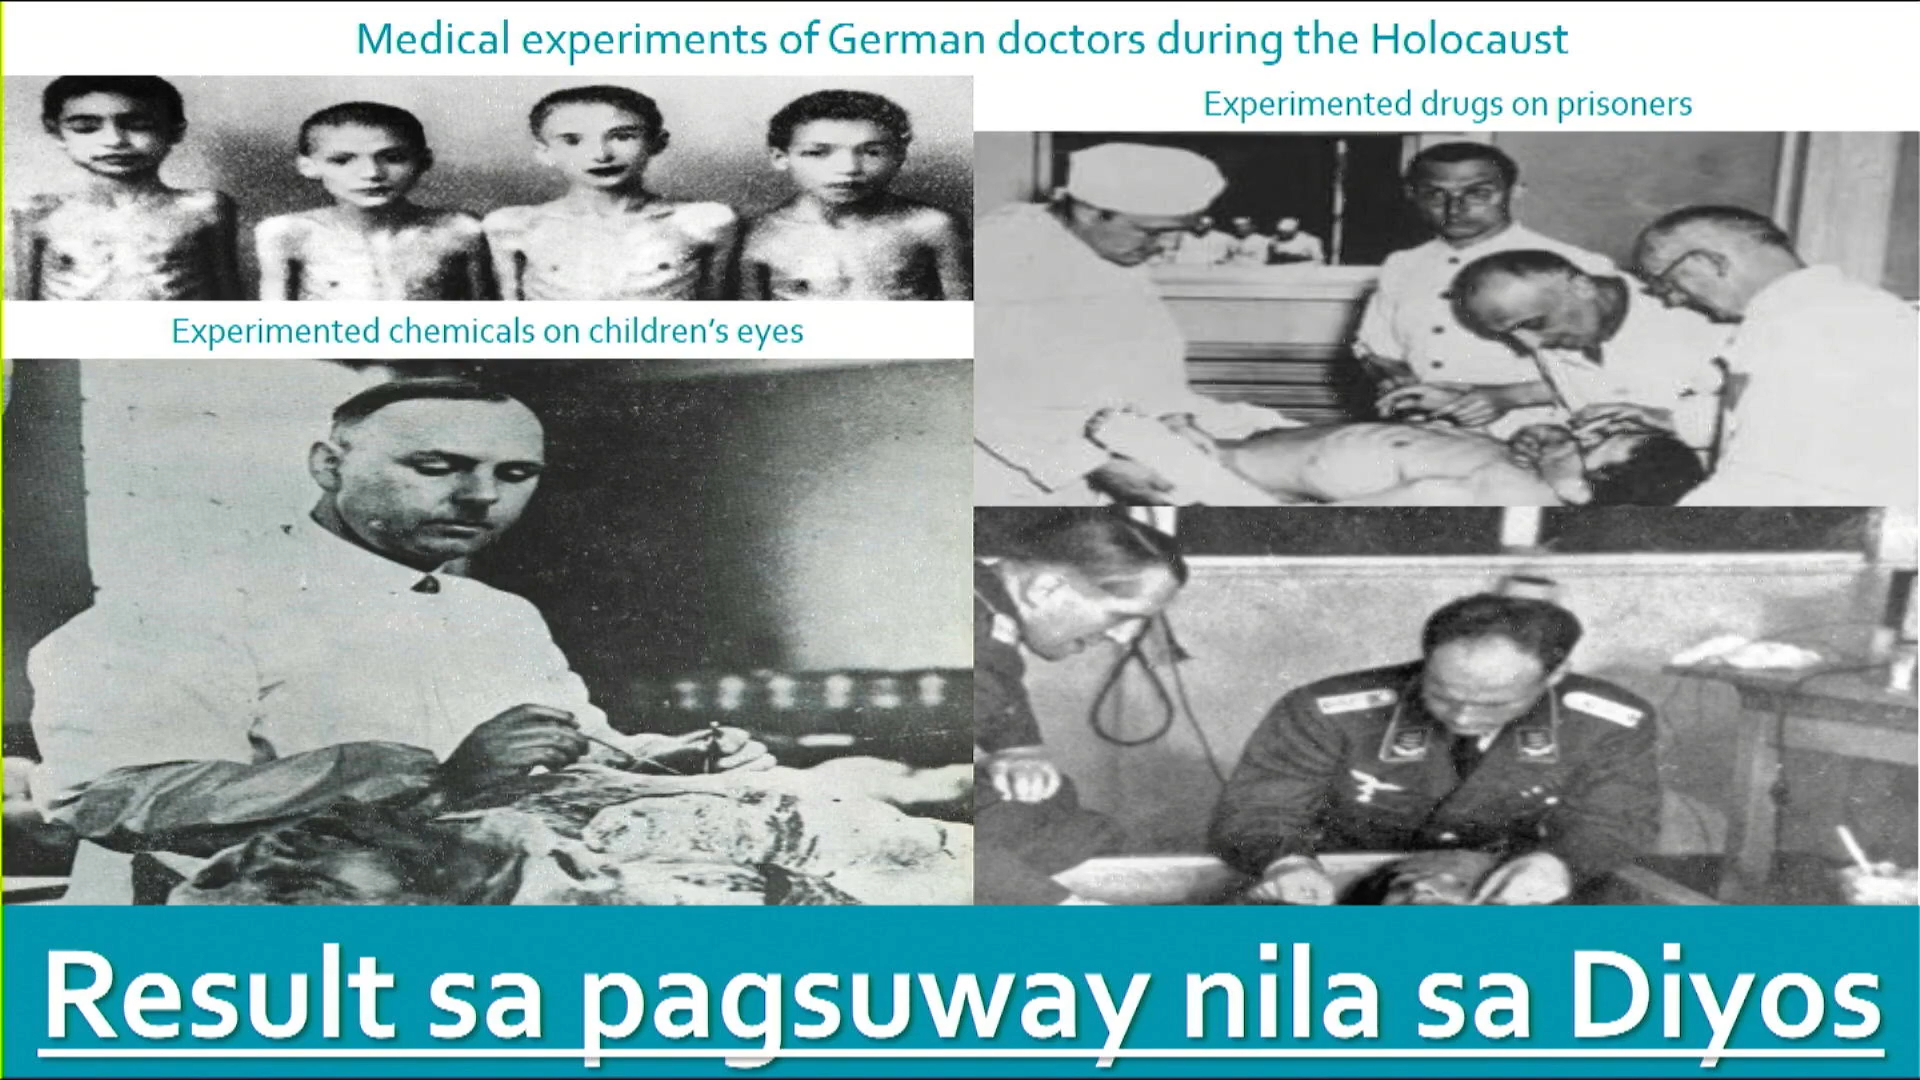 Medical experiments of German doctors during the Holocaust
Experimented drugs on prisoners
Experimented chemicals on children's eyes
Result sa pagsuway nila sa Diyos